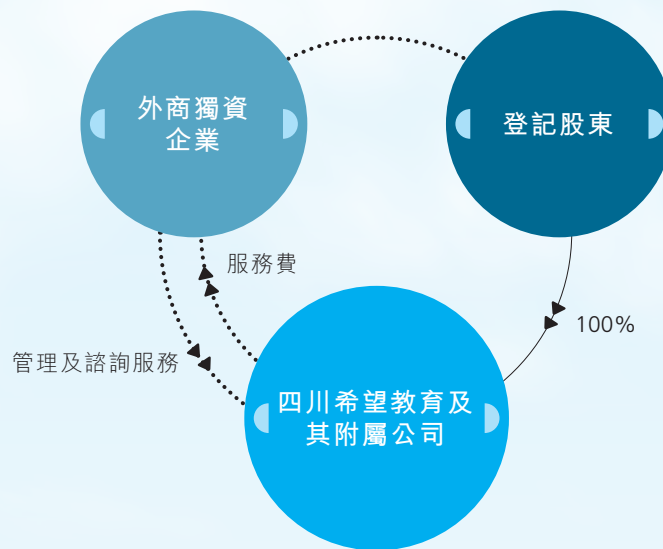 外商獨資
企業
登記股東
服務費
100%
管理及諮詢服務
四川希望教育及
其附屬公司